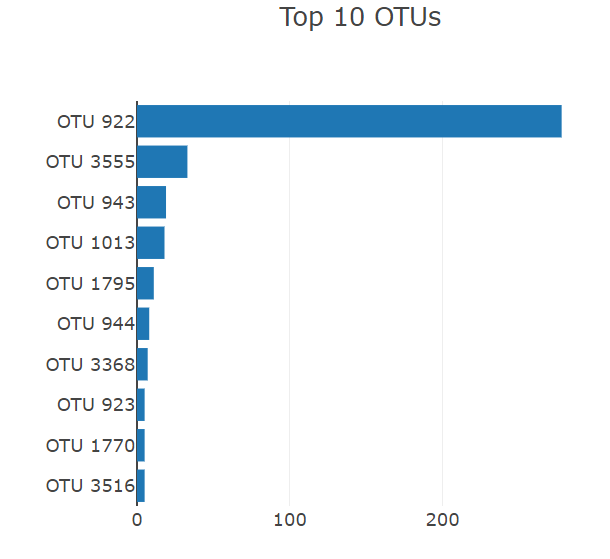 Top 10 OTUs
OTU 922
OTU 3555
OTU 943
OTU 1013
OTU 1795
OTU 944
OTU 3368
OTU 923
OTU 1770
OTU 3516
0 100 200